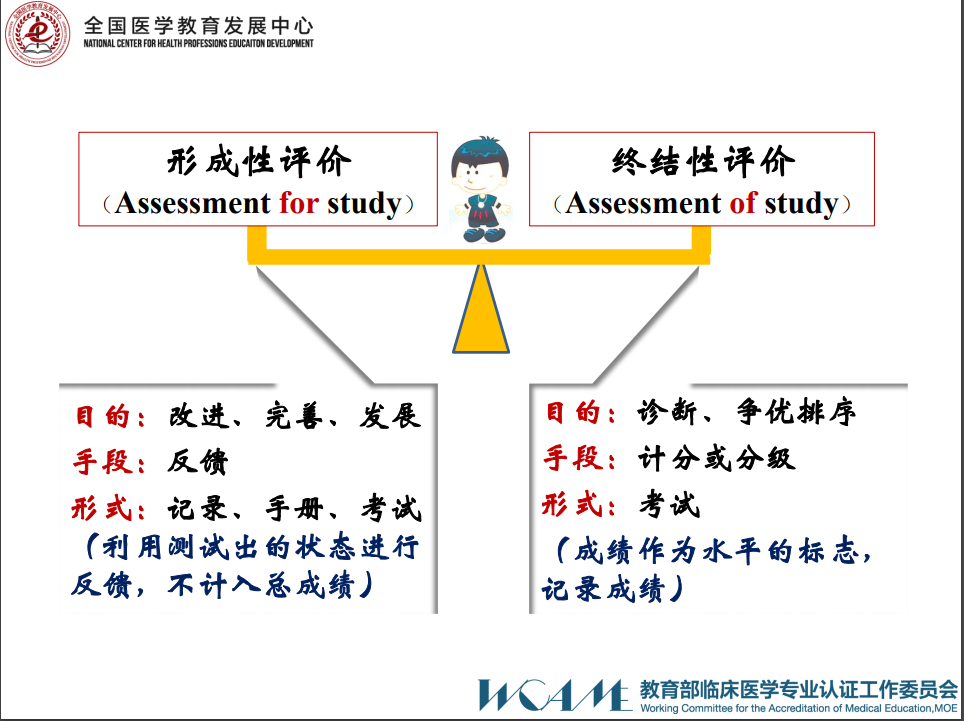 全国医学教育发展中心
NATIONAL CENTER FOR HEALTH PROFESSIONS EDUCAITON DEVELOPMENT
形成性评价
（Assessment for study）
终结性评价
（Assessment of study）
目的：改进、完善、发展
手段：反馈
形式：记录、手册、考试
（利用测试出的状态进行
反馈，不计入总成绩）
目的：诊断、争优排序
手段：计分或分级
形式：考试
（成绩作为水平的标志，
记录成绩）
WCAME
教育部临床医学专业认证工作委员会
Working Committee for the Accreditation of Medical Education,MOE